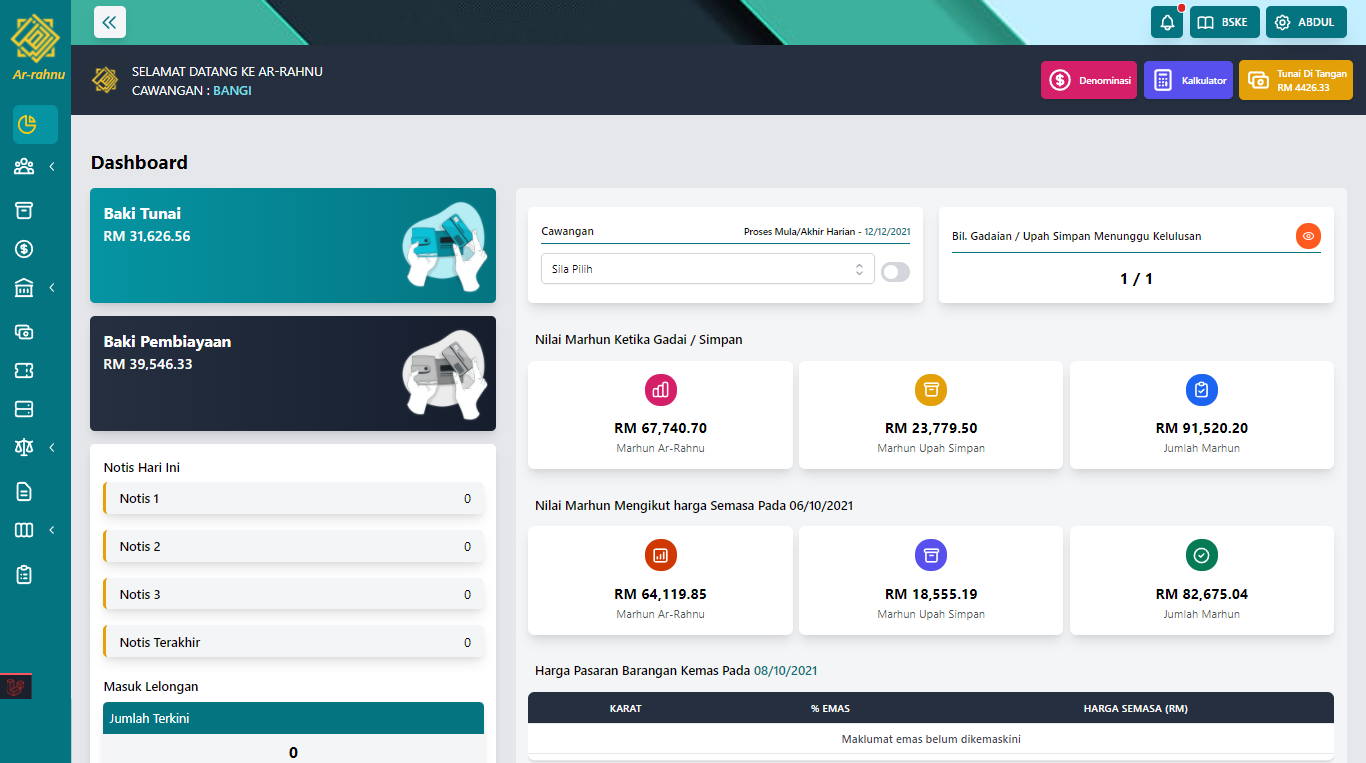 Ar-rahnu
BSKE
ABDUL
SELAMAT DATANG KE AR-RAHNU
CAWANGAN : BANGI
Denominasi
Kalkulator
Tunai Di Tangan
RM 4426.33
Dashboard
Baki Tunai
RM 31,626.56
Baki Pembiayaan
RM 39,546.33
Notis Hari Ini
Notis 1 0
Notis 2 0
Notis 3 0
Notis Terakhir 0
Masuk Lelongan
Jumlah Terkini
0
Cawangan
Proses Mula/Akhir Harian - 12/12/2021
Sila Pilih
Bil. Gadaian / Upah Simpan Menunggu Kelulusan
1 / 1
Nilai Marhun Ketika Gadai / Simpan
RM 67,740.70
Marhun Ar-Rahnu
RM 23,779.50
Marhun Upah Simpan
RM 91,520.20
Jumlah Marhun
Nilai Marhun Mengikut harga Semasa Pada 06/10/2021
RM 64,119.85
Marhun Ar-Rahnu
RM 18,555.19
Marhun Upah Simpan
RM 82,675.04
Jumlah Marhun
Harga Pasaran Barangan Kemas Pada 08/10/2021
KARAT % EMAS HARGA SEMASA (RM)
Maklumat emas belum dikemaskini